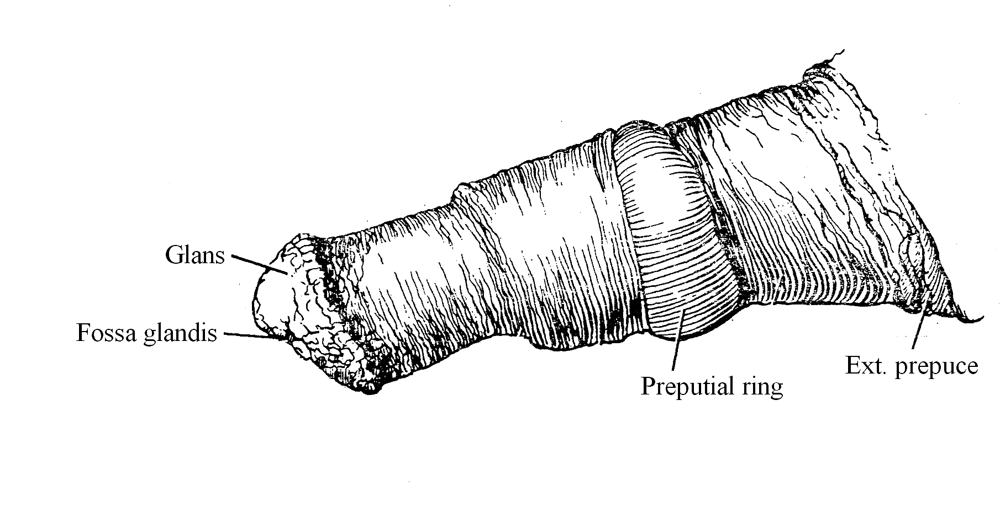 Glans
Fossa glandis
Ext. prepuce
Preputial ring